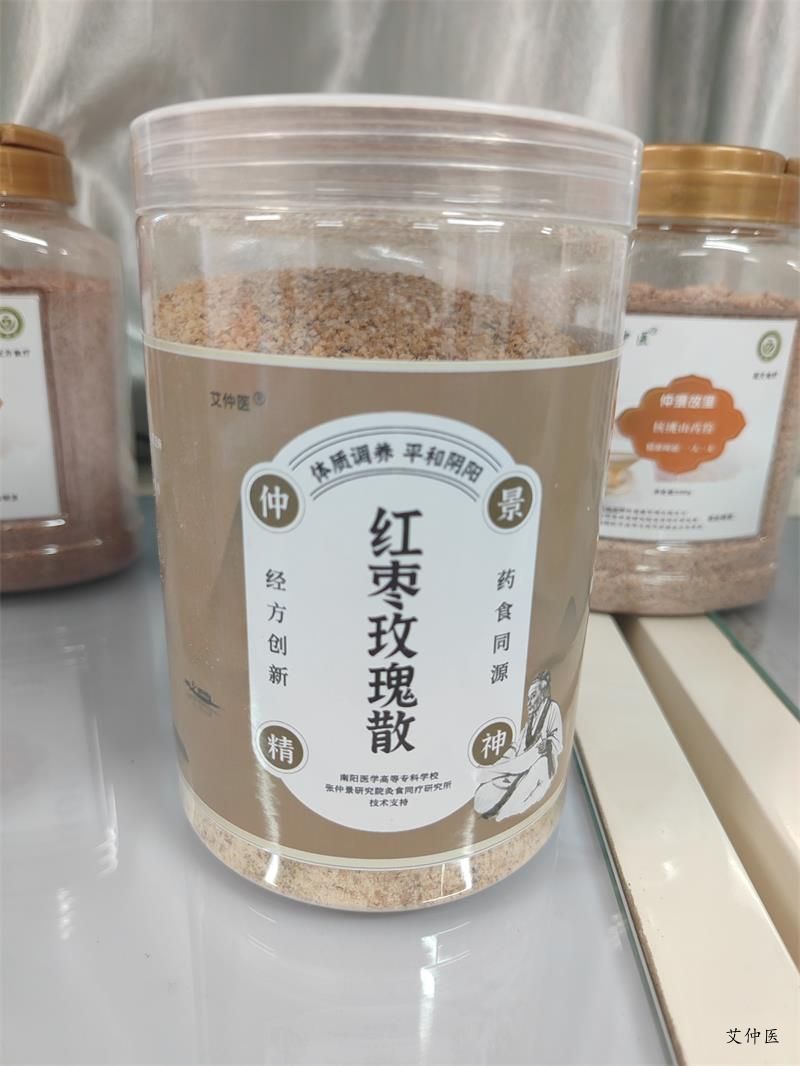 艾仲医®
体质调养 平和阴阳
仲
景
红枣玫瑰散
经方创新
药食同源
精
神
南阳医学高等专科学校
张仲景研究院灸食同疗研究所
技术支持
仲景故里
艾仲医